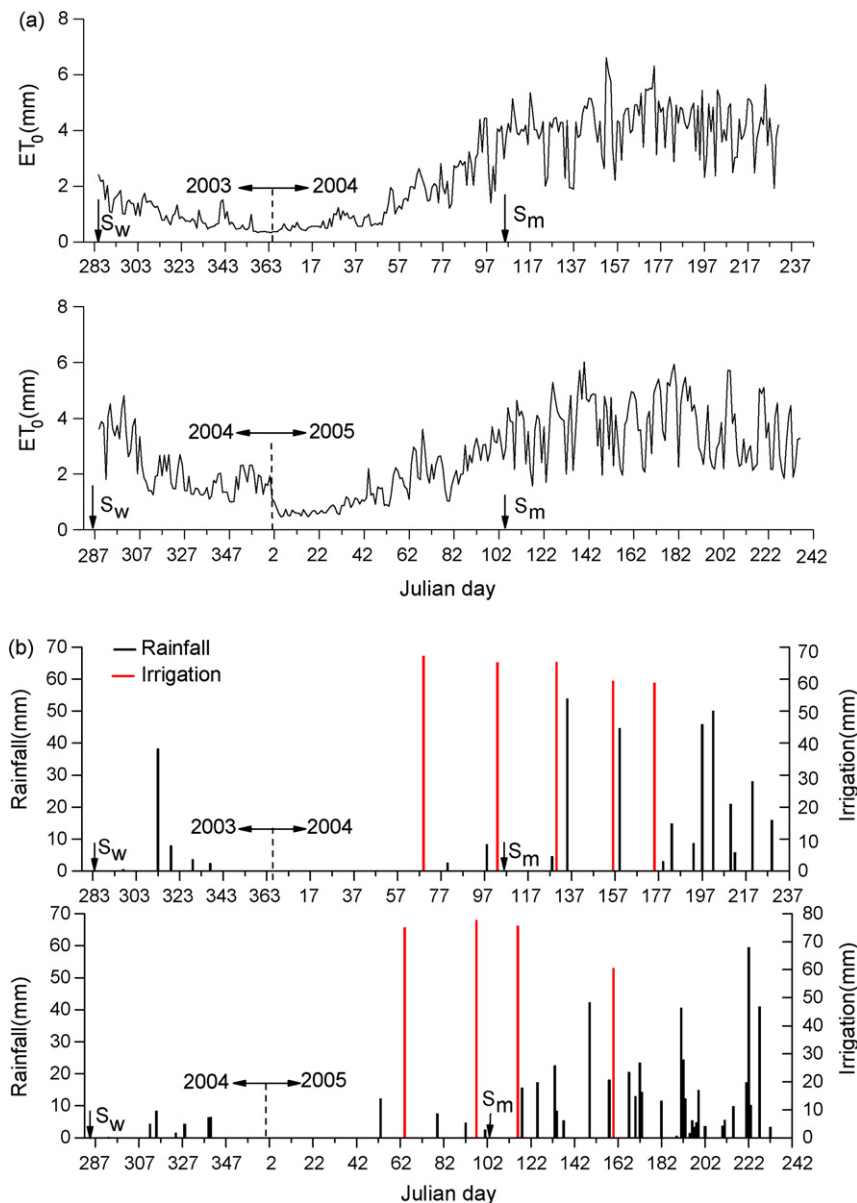 (a)
8
6
4
2
0
ET0(mm)
2003 2004
Sw
Sm
283 303 323 343 363 17 37 57 77 97 117 137 157 177 197 217 237
8
6
4
2
0
ET0(mm)
2004 2005
Sw
Sm
287 307 327 347 2 22 42 62 82 102 122 142 162 182 202 222 242
Julian day
(b)
Rainfall
Irrigation
70 70
60 60
50 50
40 40
30 30
20 20
10 10
0 0
Rainfall(mm)
Irrigation(mm)
2003 2004
Sw
Sm
283 303 323 343 363 17 37 57 77 97 117 137 157 177 197 217 237
70 80
60 70
50 60
40 50
30 40
20 30
10 20
0 10
0
Rainfall(mm)
Irrigation(mm)
2004 2005
Sw
Sm
287 307 327 347 2 22 42 62 82 102 122 142 162 182 202 222 242
Julian day